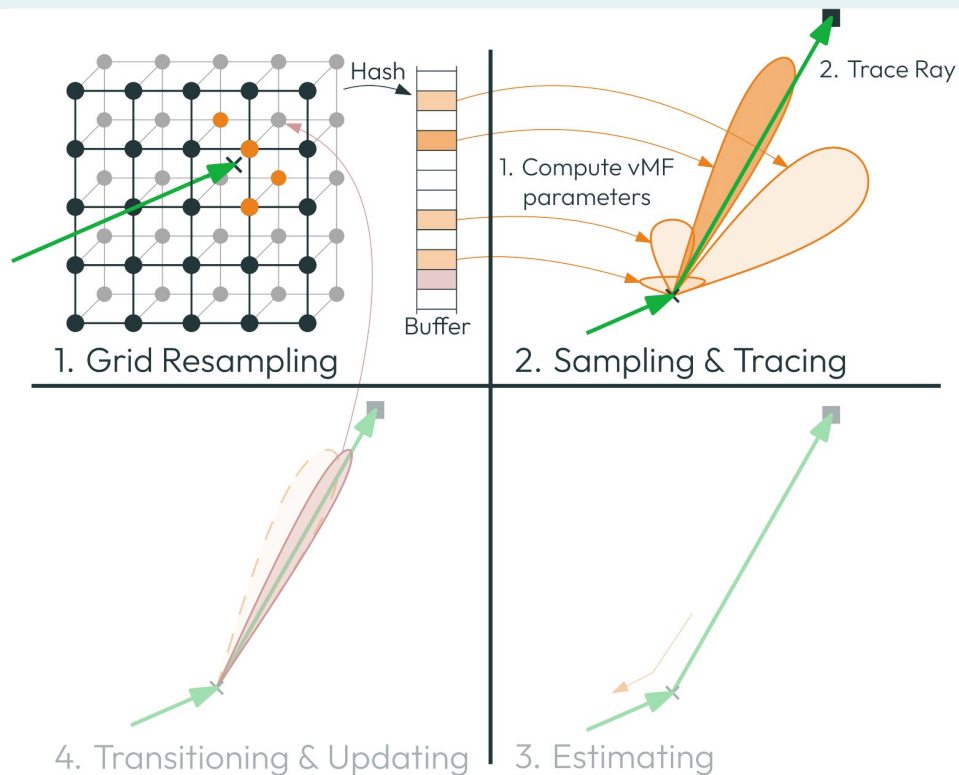 Hash
Buffer
1. Grid Resampling
1. Compute vMF
parameters
2. Trace Ray
2. Sampling & Tracing
4. Transitioning & Updating
3. Estimating